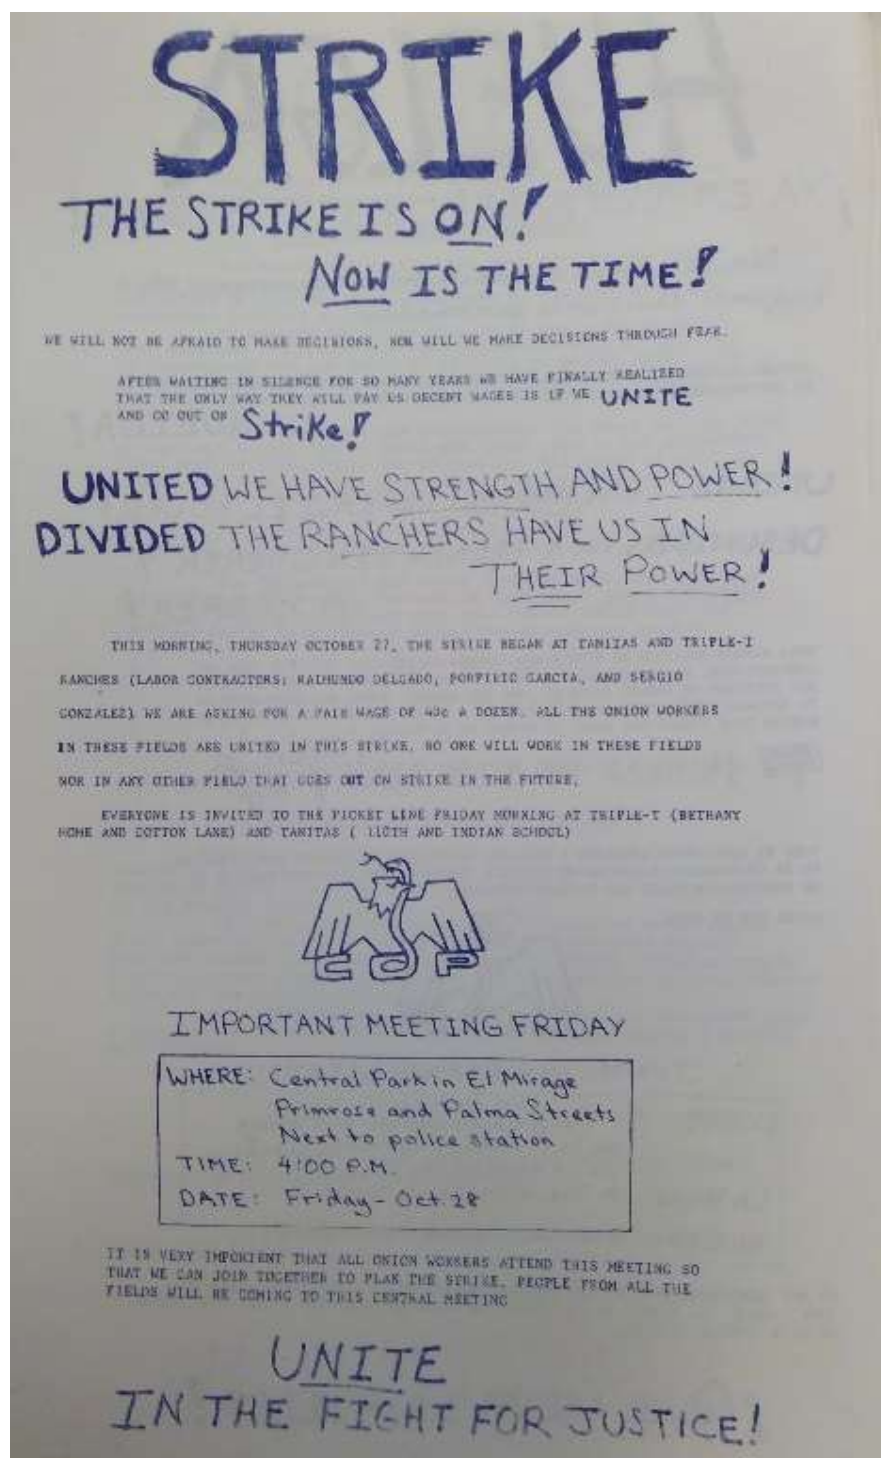 STRIKE
THE STRIKE IS ON!
NOW IS THE TIME!
WE WILL NOT BE AFRAID TO MAKE DECISIONS, NOR WILL WE MAKE DECISIONS THROUGH FEAR.
AFTER WAITING IN SILENCE FOR SO MANY YEARS WE HAVE FINALLY REALIZED
THAT THE ONLY WAY THEY WILL PAY US DECENT WAGES IS IF WE UNITE
AND GO OUT ON Strike!
UNITED WE HAVE STRENGTH AND POWER!
DIVIDED THE RANCHERS HAVE US IN
THEIR POWER!
THIS MORNING, THURSDAY OCTOBER 27, THE STRIKE BEGAN AT TANITAS AND TRIPLE-T
RANCHES (LABOR CONTRACTORS: RAIMUNDO DELGADO, PORFIRIO GARCIA, AND SERGIO
GONZALEZ) WE ARE ASKING FOR A FAIR WAGE OF A DOZEN. ALL THE ONION WORKERS
IN THESE FIELDS ARE UNITED IN THIS STRIKE. NO ONE WILL WORK IN THESE FIELDS
NOR IN ANY OTHER FIELD THAT GOES OUT ON STRIKE IN THE FUTURE.
EVERYONE IS INVITED TO THE PICKET LINE FRIDAY MORNING AT TRIPLE-T (BETHANY
HOME AND COTTON LANE) AND TANITAS ( AND INDIAN SCHOOL)
COP
IMPORTANT MEETING FRIDAY
WHERE: Central Park in El Mirage
Primrose and Palma Streets
Next to police station
TIME: 4:00 P.M.
DATE: Friday - Oct. 28
IT IS VERY IMPORTENT THAT ALL ONION WORKERS ATTEND THIS MEETING SO
THAT WE CAN JOIN TOGETHER TO PLAN THE STRIKE. PEOPLE FROM ALL THE
FIELDS WILL BE COMING TO THIS CENTRAL MEETING
UNITE
IN THE FIGHT FOR JUSTICE!